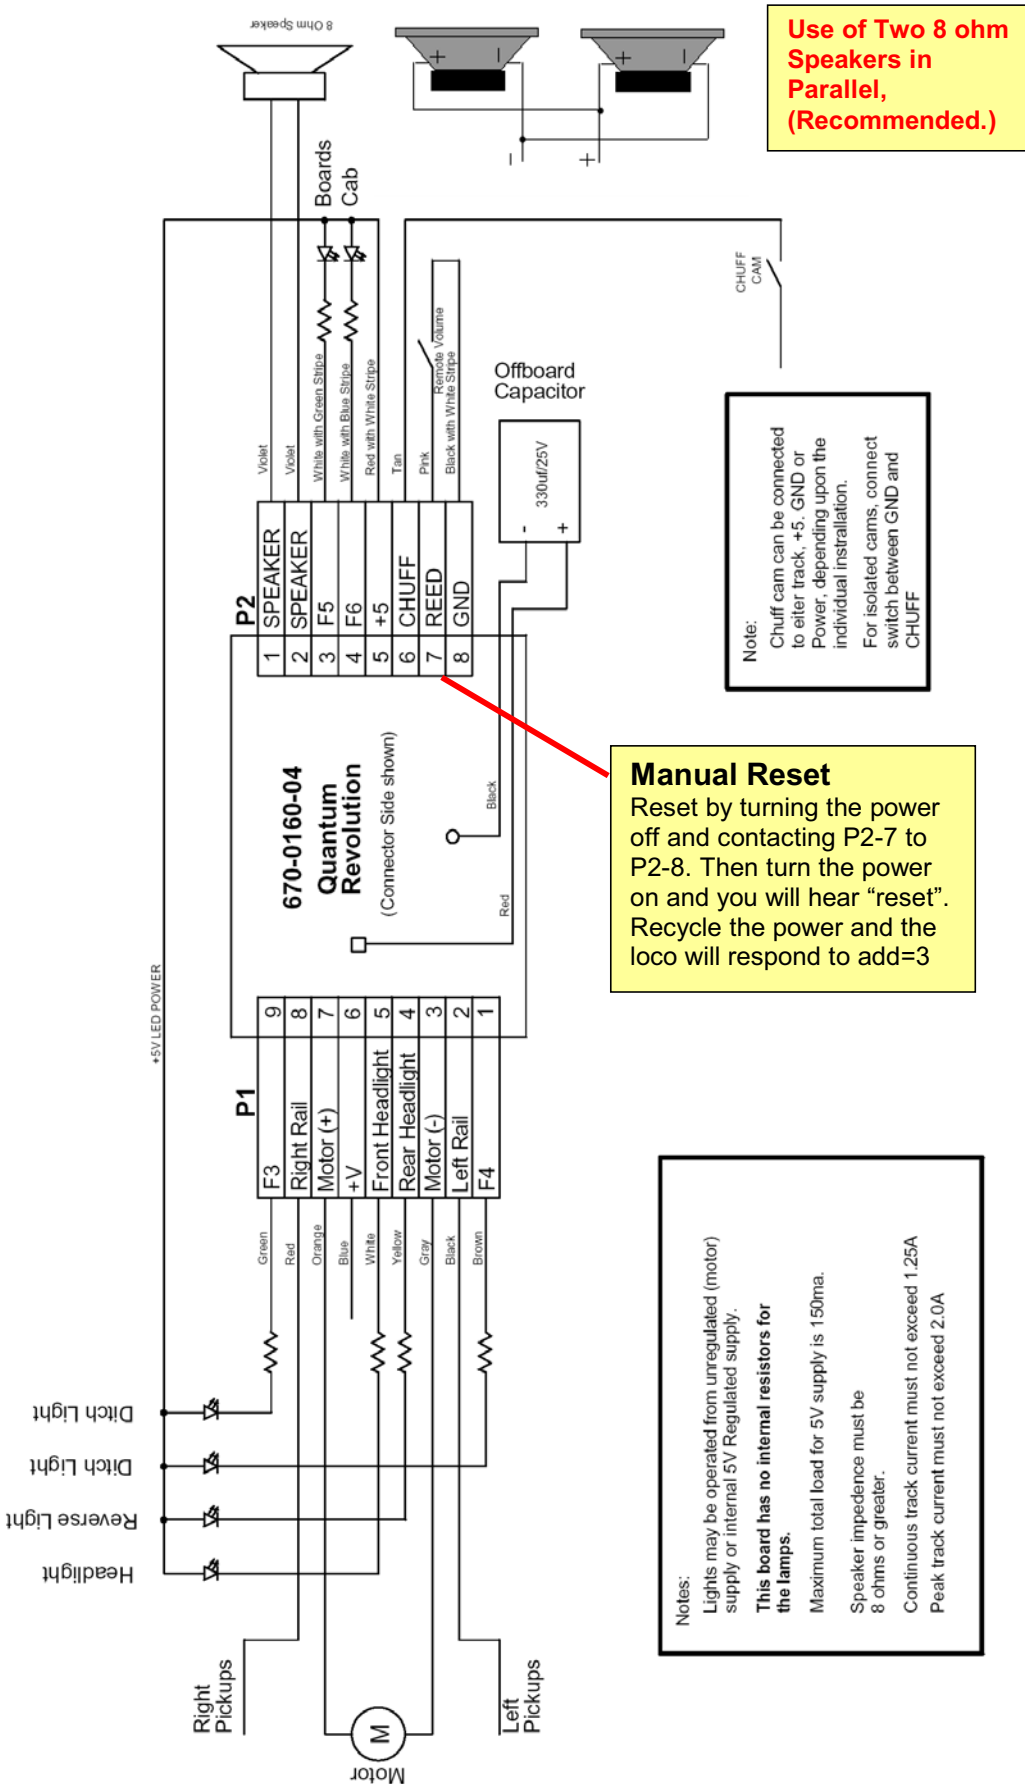 8 Ohm Speaker
Use of Two 8 ohm
Speakers in
Parallel,
(Recommended.)
+
−
+
−
−
+
Boards
Cab
Violet
Violet
White with Green Stripe
White with Blue Stripe
Red with White Stripe
Tan
Pink
Remote Volume
Black with White Stripe
CHUFF
CAM
Offboard
Capacitor
330uf/25V
-
+
P2
1 SPEAKER
2 SPEAKER
3 F5
4 F6
5 +5
6 CHUFF
7 REED
8 GND
Note:
Chuff cam can be connected
to eiter track, +5. GND or
Power, depending upon the
individual instrallation.
For isolated cams, connect
switch between GND and
CHUFF
670-0160-04
Quantum
Revolution
(Connector Side shown)
Black
Red
Manual Reset
Reset by turning the power
off and contacting P2-7 to
P2-8. Then turn the power
on and you will hear “reset”.
Recycle the power and the
loco will respond to add=3
+5V LED POWER
P1
F3 9
Right Rail 8
Motor (+) 7
+V 6
Front Headlight 5
Rear Headlight 4
Motor (-) 3
Left Rail 2
F4 1
Green
Red
Orange
Blue
White
Yellow
Gray
Black
Brown
Ditch Light
Ditch Light
Reverse Light
Headlight
Right
Pickups
M
Motor
Left
Pickups
Notes:
Lights may be operated from unregulated (motor)
supply or internal 5V Regulated supply.
This board has no internal resistors for
the lamps.
Maximum total load for 5V supply is 150ma.
Speaker impedence must be
8 ohms or greater.
Continuous track current must not exceed 1.25A
Peak track current must not exceed 2.0A